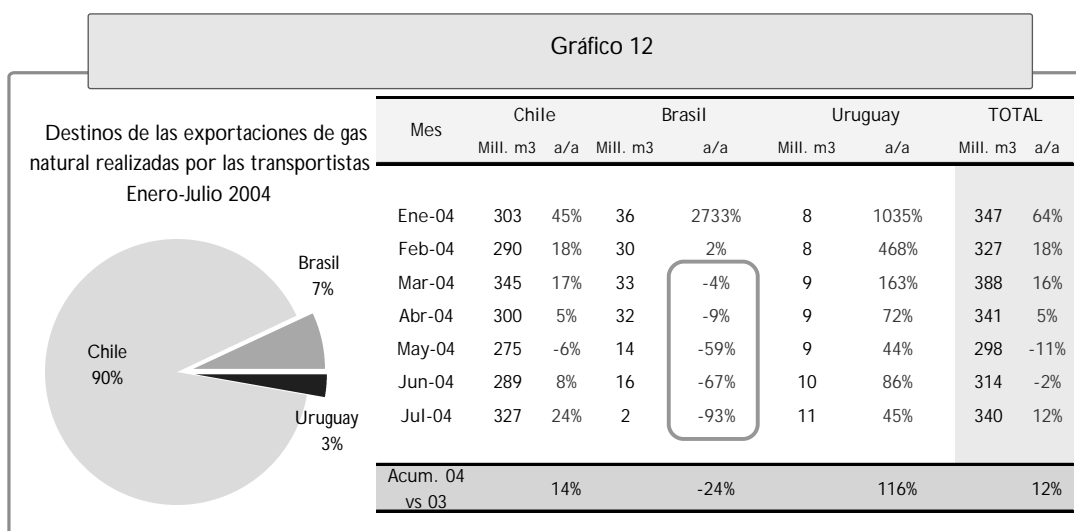 Gráfico 12
Destinos de las exportaciones de gas
natural realizadas por las transportistas
Enero-Julio 2004
Brasil
7%
Chile
90%
Uruguay
3%
Mes Chile Brasil Uruguay TOTAL
Mill. m3 a/a Mill. m3 a/a Mill. m3 a/a Mill. m3 a/a
Ene-04 303 45% 36 2733% 8 1035% 347 64%
Feb-04 290 18% 30 2% 8 468% 327 18%
Mar-04 345 17% 33 -4% 9 163% 388 16%
Abr-04 300 5% 32 -9% 9 72% 341 5%
May-04 275 -6% 14 -59% 9 44% 298 -11%
Jun-04 289 8% 16 -67% 10 86% 314 -2%
Jul-04 327 24% 2 -93% 11 45% 340 12%
Acum. 04
vs 03 14% -24% 116% 12%